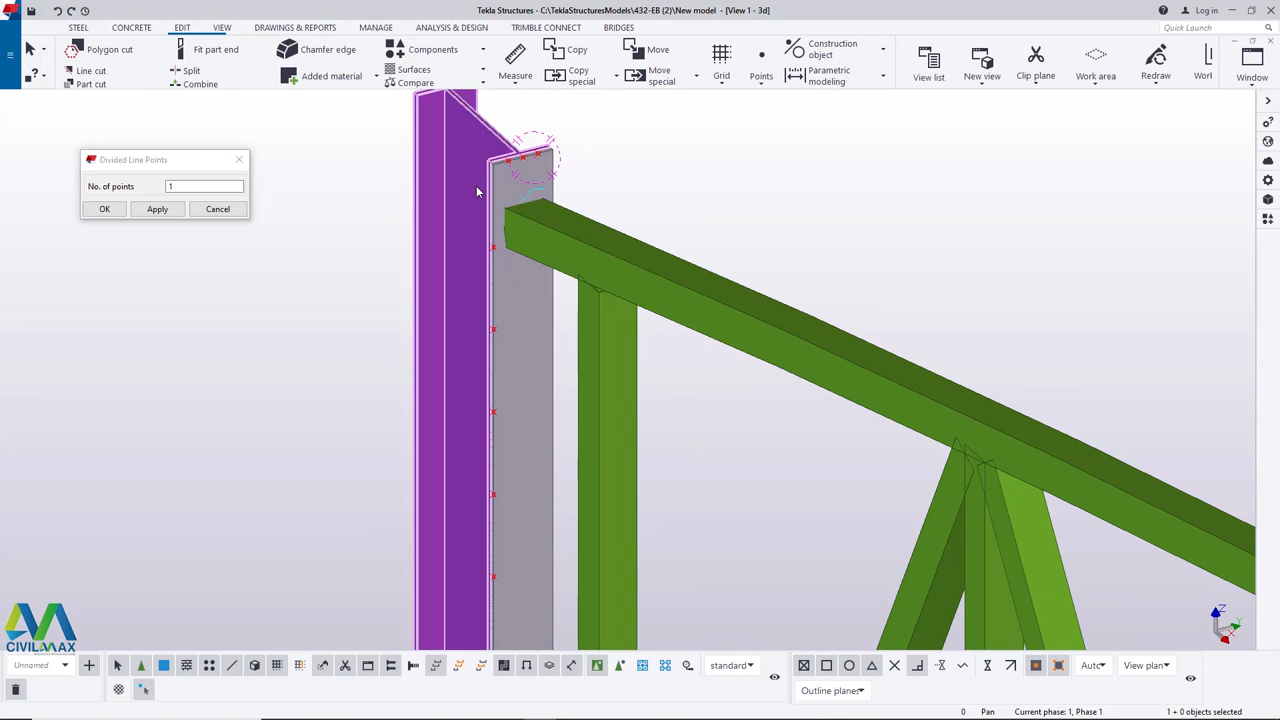 Tekla Structures - C:\TeklaStructuresModels\432-EB (2)\New model - [View 1 - 3d]
Log in
STEEL CONCRETE EDIT VIEW DRAWINGS & REPORTS MANAGE ANALYSIS & DESIGN TRIMBLE CONNECT BRIDGES
Quick Launch
Polygon cut
Line cut
Part cut
Fit part end
Split
Combine
Chamfer edge
Added material
Components
Surfaces
Compare
Measure
Copy
Copy special
Move
Move special
Grid
Points
Construction object
Parametric modeling
View list
New view
Clip plane
Work area
Redraw
Worl
Window
Divided Line Points
No. of points 1
OK Apply Cancel
CIVILMAX
Unnamed
standard
Auto
View plan
Outline planes
0 Pan Current phase: 1, Phase 1 1 + 0 objects selected